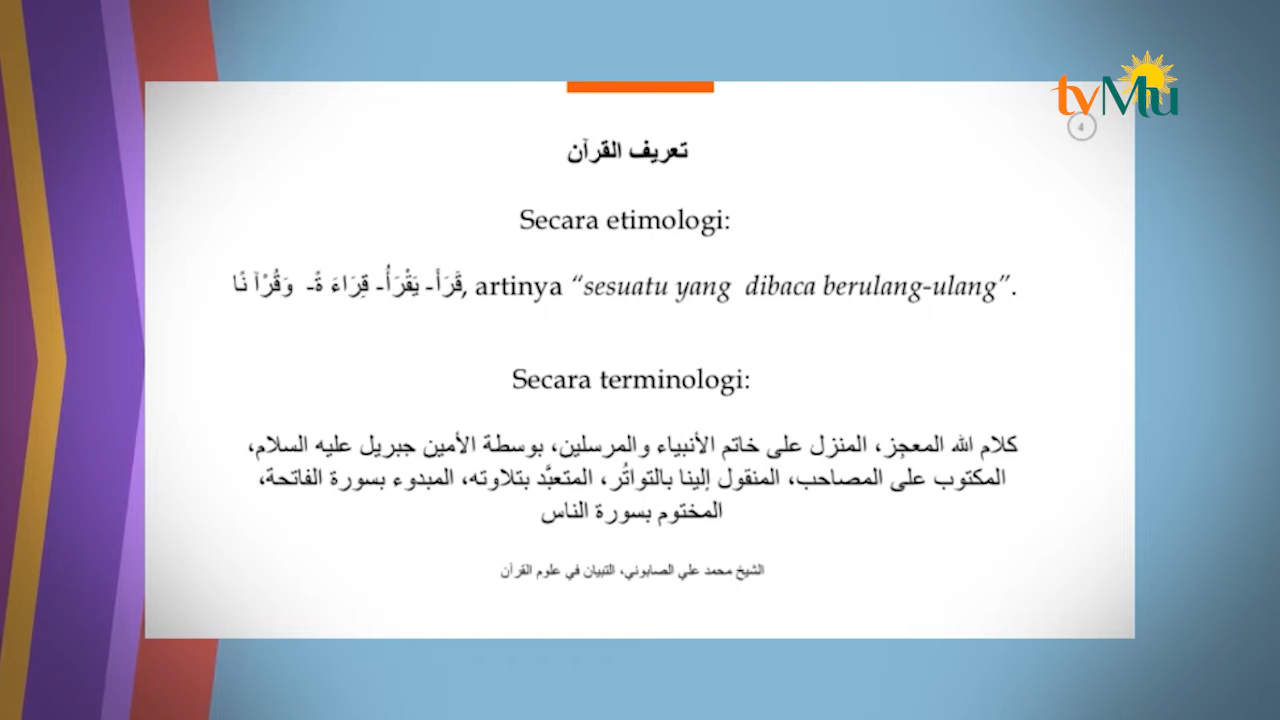 tvMu
4
تعريف القرآن
Secara etimologi:
قَرَأَ- يَقْرَأُ- قِرَاءَ ةً- وَقُرْآ نًا, artinya “sesuatu yang dibaca berulang-ulang”.
Secara terminologi:
كلام الله المعجِز، المنزل على خاتم الأنبياء والمرسلين، بوسطة الأمين جبريل عليه السلام،
المكتوب على المصاحب، المنقول إلينا بالتواتُر، المتعبَّد بتلاوته، المبدوء بسورة الفاتحة،
المختوم بسورة الناس
الشيخ محمد علي الصابوني، التبيان في علوم القرآن